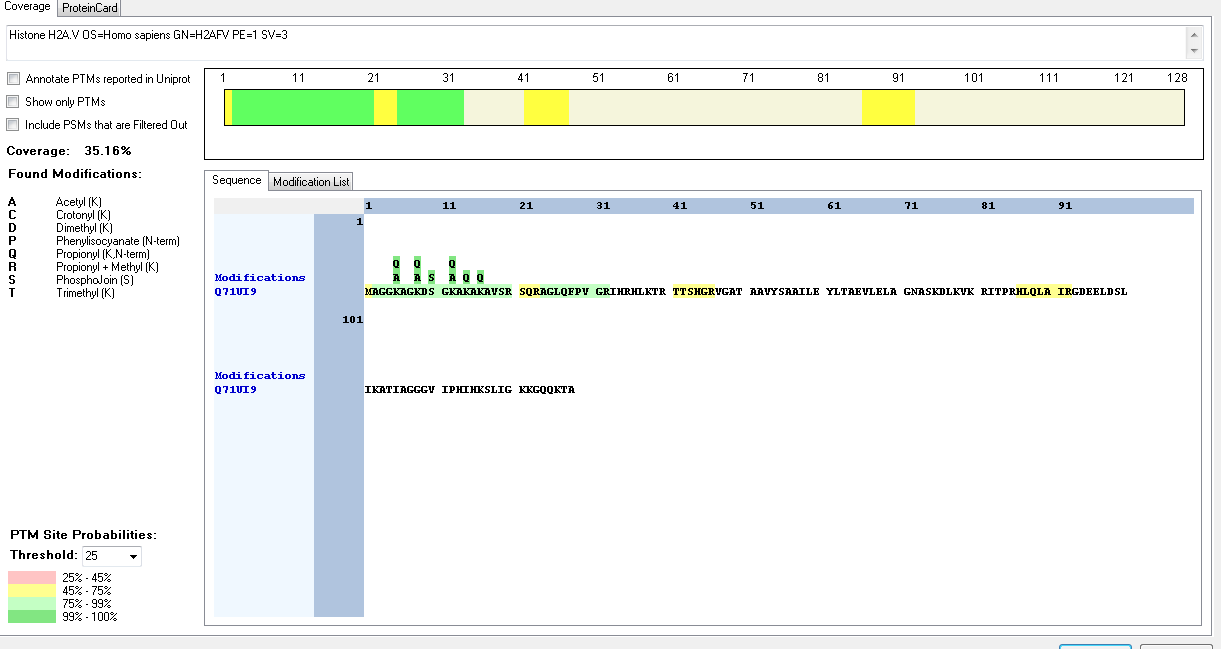 Coverage ProteinCard
Histone H2A.V OS=Homo sapiens GN=H2AFV PE=1 SV=3
Annotate PTMs reported in Uniprot
Show only PTMs
Include PSMs that are Filtered Out
Coverage: 35.16%
Found Modifications:
A Acetyl (K)
C Crotonyl (K)
D Dimethyl (K)
P Phenylisocyanate (N-term)
Q Propionyl (K,N-term)
R Propionyl + Methyl (K)
S PhosphoJoin (S)
T Trimethyl (K)
PTM Site Probabilities:
Threshold: 25
25% - 45%
45% - 75%
75% - 99%
99% - 100%
1 11 21 31 41 51 61 71 81 91 101 111 121 128
Sequence Modification List
1 11 21 31 41 51 61 71 81 91
1
Q Q Q
Modifications A A S A Q Q
Q71UI9 MAGGKAGKDS GKAKAKAVSR SQRAGLQFPV GRIHRHLKTR TTSHGRVGAT AAVYSAAILE YLTAEVLELA GNASKDLKVK RITPRHLQLA IRGDEELDSL
101
Modifications
Q71UI9 IKATIAGGGV IPHIHKSLIG KKGQQKTA